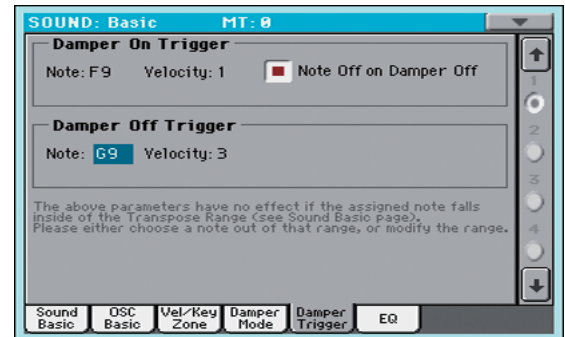 SOUND: Basic MT: 0
Damper On Trigger
Note: F9 Velocity: 1 Note Off on Damper Off
Damper Off Trigger
Note: G9 Velocity: 3
The above parameters have no effect if the assigned note falls
inside of the Transpose Range (see Sound Basic page).
Please either choose a note out of that range, or modify the range.
1
2
3
4
Sound Basic
OSC Basic
Vel/Key Zone
Damper Mode
Damper Trigger
EQ